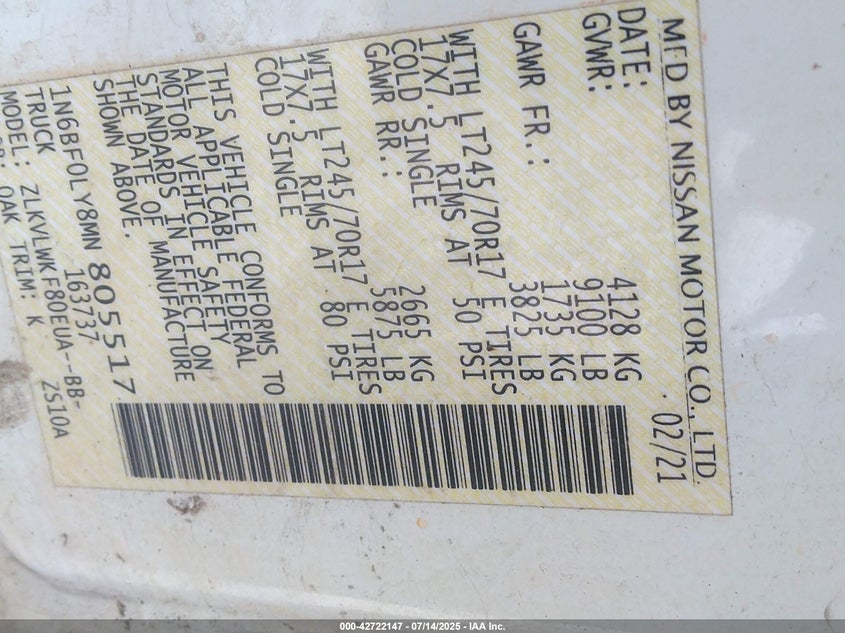 MFD BY NISSAN MOTOR CO., LTD.
DATE: 02/21
GVWR: 4128 KG
9100 LB
GAWR FR.: 1735 KG
3825 LB
WITH LT245/70R17 E TIRES
17X7.5 RIMS AT 50 PSI
COLD SINGLE
GAWR RR.: 2665 KG
5875 LB
WITH LT245/70R17 E TIRES
17X7.5 RIMS AT 80 PSI
COLD SINGLE
THIS VEHICLE CONFORMS TO
ALL APPLICABLE FEDERAL
MOTOR VEHICLE SAFETY
STANDARDS IN EFFECT ON
THE DATE OF MANUFACTURE
SHOWN ABOVE.
1N6BF0LY8MN 805517
TRUCK 163737
MODEL: ZLKVLWKF80EUA--BB-
QAK TRIM: K ZS10A
000-42722147 - 07/14/2025 - IAA Inc.